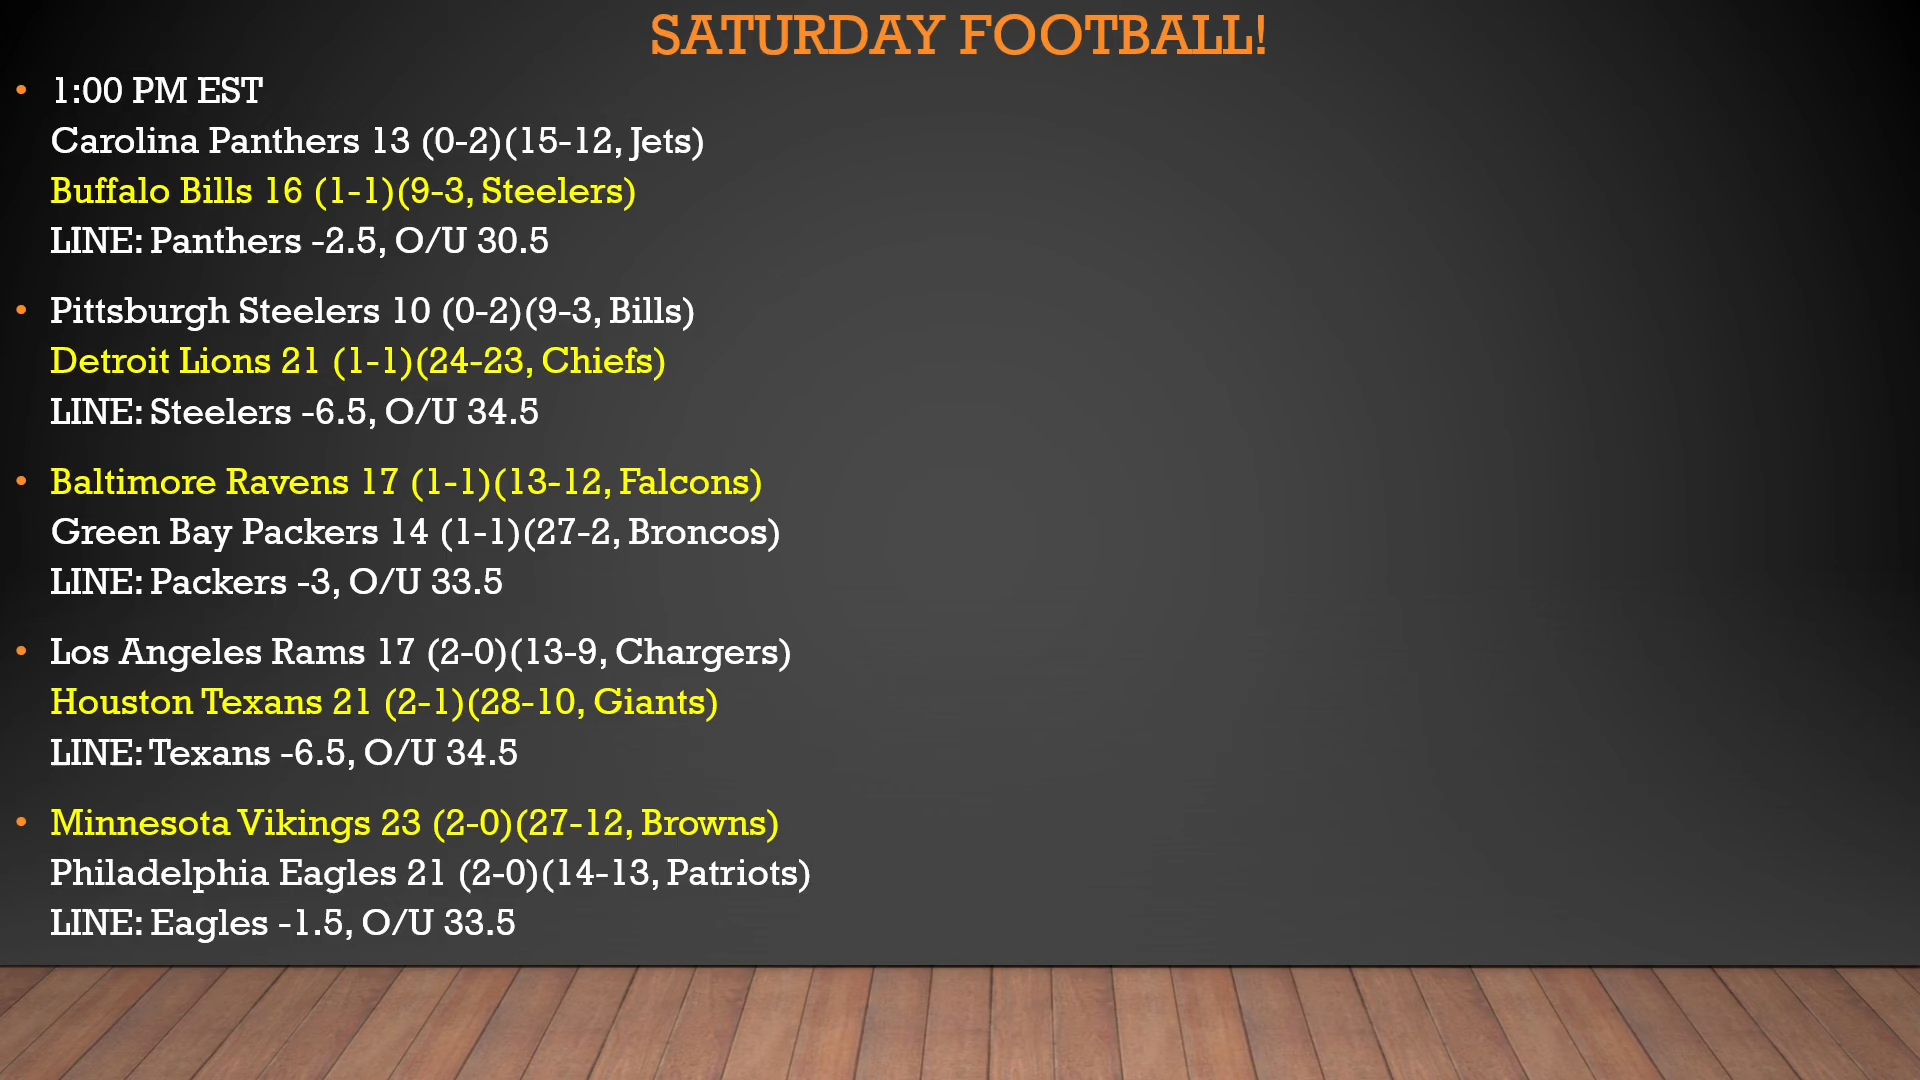 SATURDAY FOOTBALL!
• 1:00 PM EST
Carolina Panthers 13 (0-2)(15-12, Jets)
Buffalo Bills 16 (1-1)(9-3, Steelers)
LINE: Panthers -2.5, O/U 30.5
• Pittsburgh Steelers 10 (0-2)(9-3, Bills)
Detroit Lions 21 (1-1)(24-23, Chiefs)
LINE: Steelers -6.5, O/U 34.5
• Baltimore Ravens 17 (1-1)(13-12, Falcons)
Green Bay Packers 14 (1-1)(27-2, Broncos)
LINE: Packers -3, O/U 33.5
• Los Angeles Rams 17 (2-0)(13-9, Chargers)
Houston Texans 21 (2-1)(28-10, Giants)
LINE: Texans -6.5, O/U 34.5
• Minnesota Vikings 23 (2-0)(27-12, Browns)
Philadelphia Eagles 21 (2-0)(14-13, Patriots)
LINE: Eagles -1.5, O/U 33.5